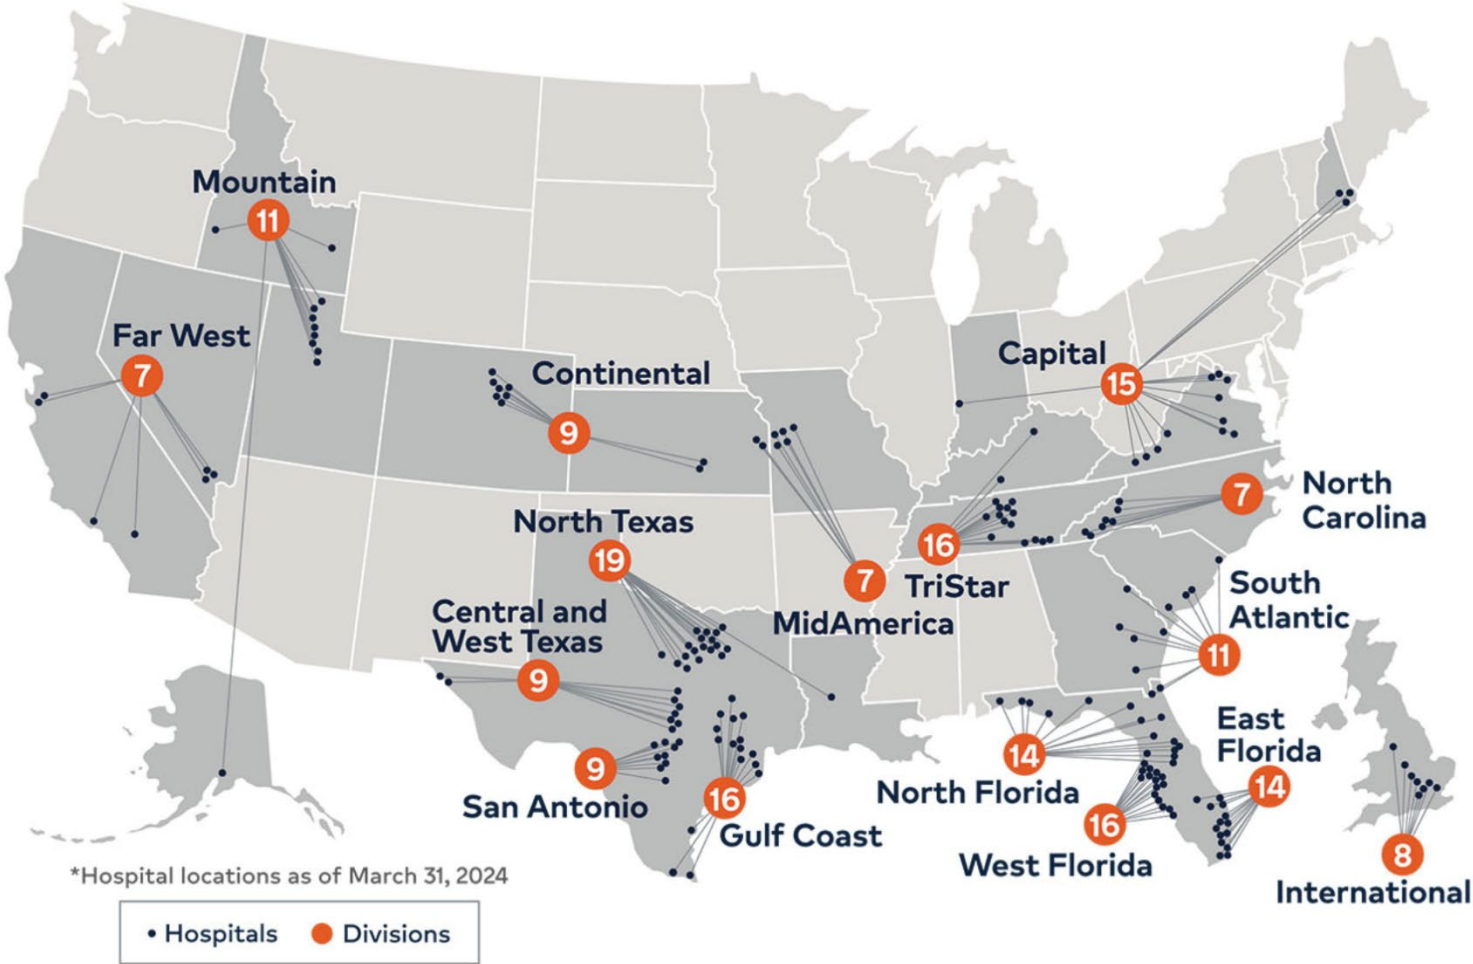 Mountain
11
Far West
7
Continental
9
Capital
15
North Texas
19
Central and
West Texas
9
7
MidAmerica
16
TriStar
7
North
Carolina
South
Atlantic
11
East
Florida
14
14
North Florida
16
West Florida
9
San Antonio
16
Gulf Coast
8
International
*Hospital locations as of March 31, 2024
• Hospitals
Divisions